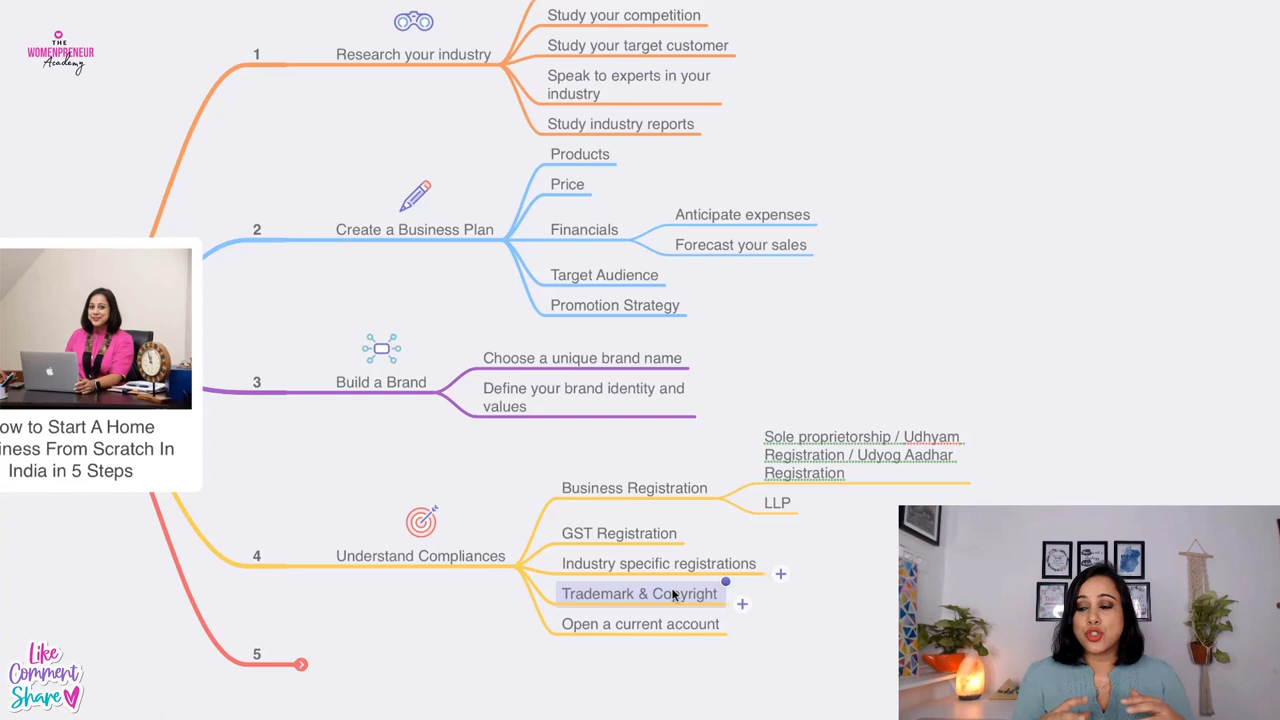 THE
WOMENPRENEUR
Academy
1
Research your industry
Study your competition
Study your target customer
Speak to experts in your
industry
Study industry reports
2
Create a Business Plan
Products
Price
Financials
Anticipate expenses
Forecast your sales
Target Audience
Promotion Strategy
3
Build a Brand
Choose a unique brand name
Define your brand identity and
values
ow to Start A Home
iness From Scratch In
India in 5 Steps
4
Understand Compliances
Business Registration
Sole proprietorship / Udhyam
Registration / Udyog Aadhar
Registration
LLP
GST Registration
Industry specific registrations
Trademark & Copyright
Open a current account
5
Like
Comment
Share